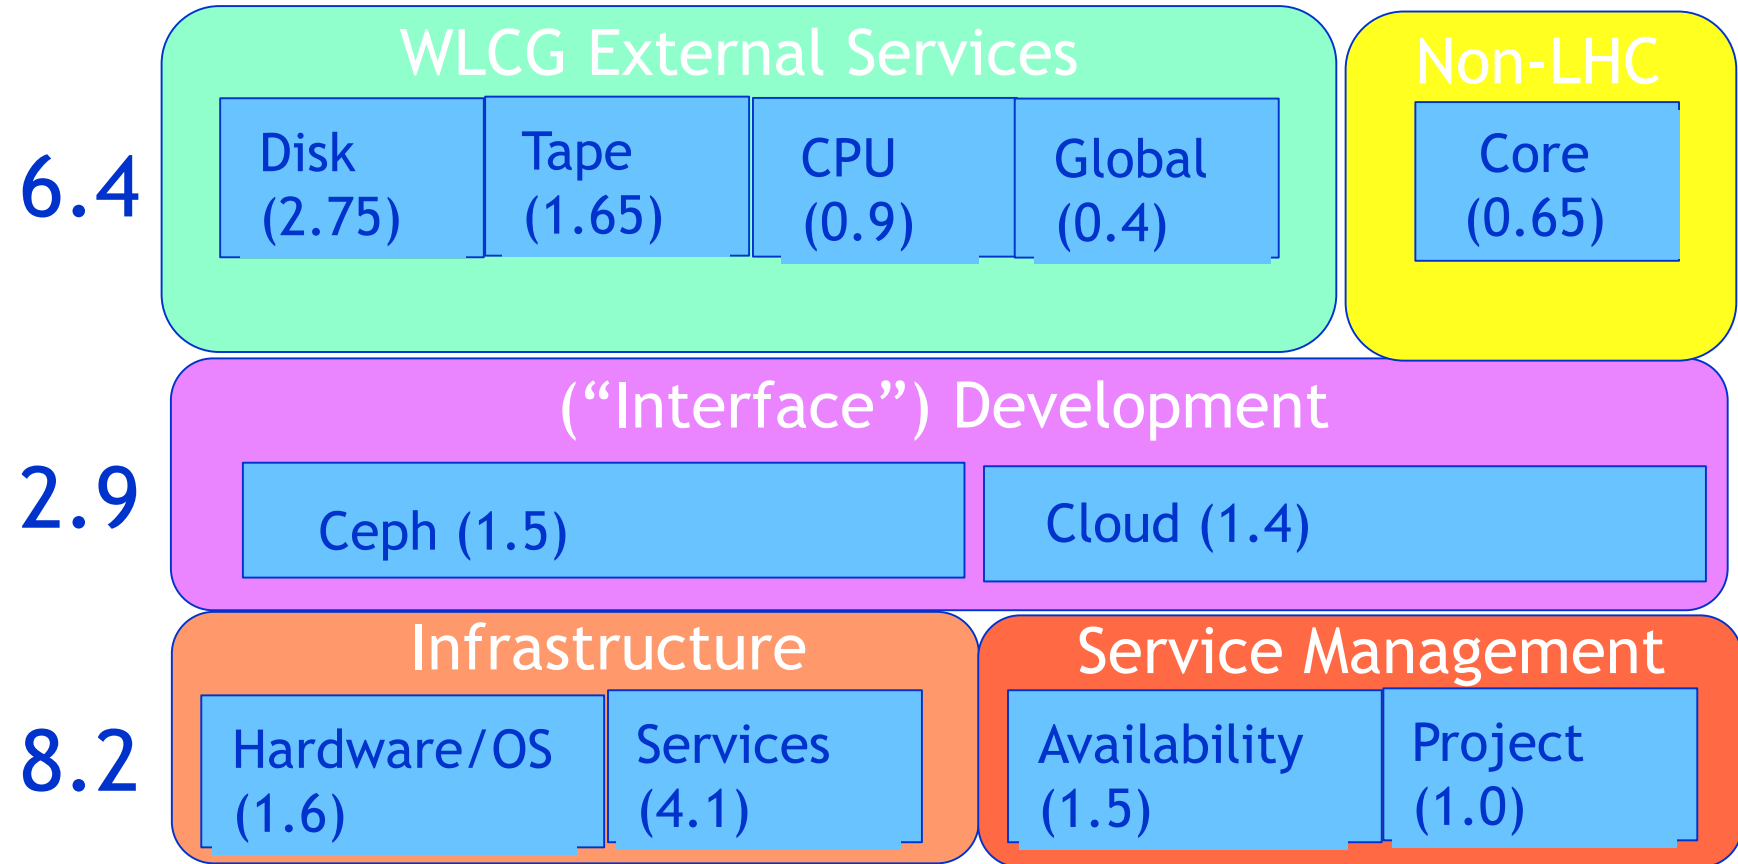 WLCG External Services
Non-LHC
6.4
Disk
(2.75)
Tape
(1.65)
CPU
(0.9)
Global
(0.4)
Core
(0.65)
(“Interface”) Development
2.9
Ceph (1.5)
Cloud (1.4)
Infrastructure
Service Management
8.2
Hardware/OS
(1.6)
Services
(4.1)
Availability
(1.5)
Project
(1.0)